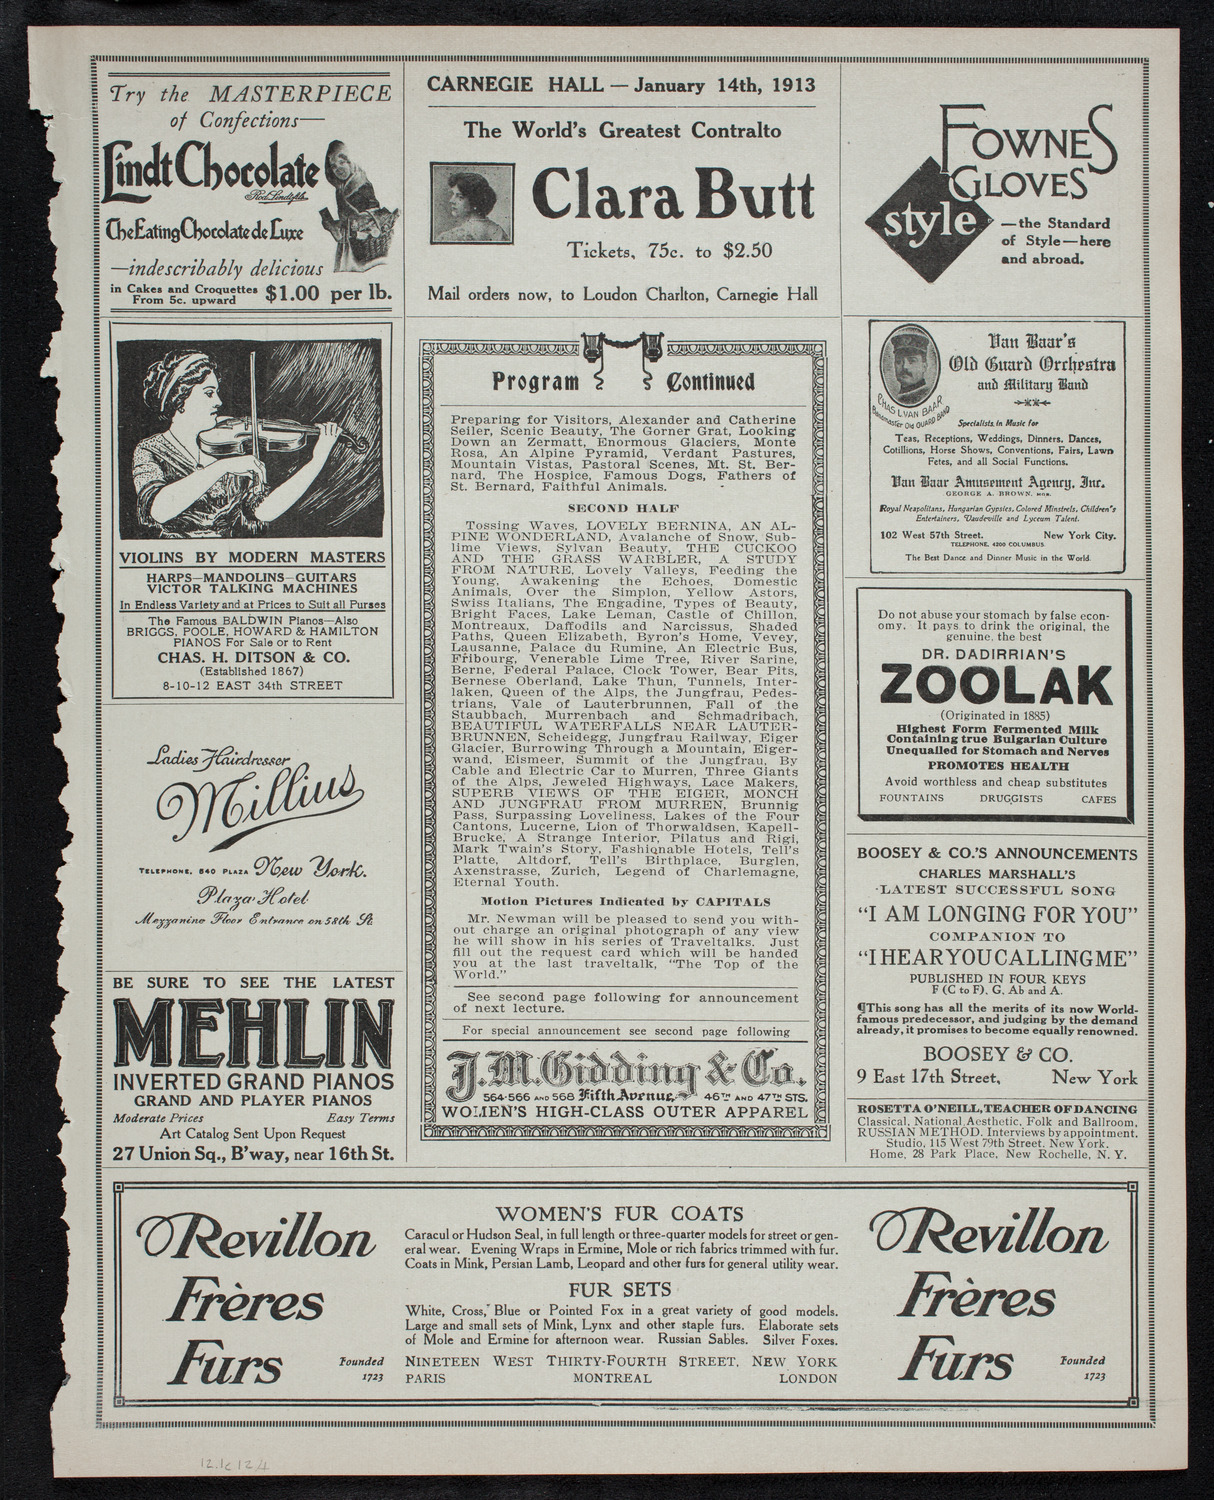 Try the MASTERPIECE
of Confections—
Lindt Chocolate
Rod. Lindt fils
The Eating Chocolate de Luxe
—indescribably delicious
in Cakes and Croquettes
From 5c. upward
$1.00 per lb.
VIOLINS BY MODERN MASTERS
HARPS—MANDOLINS—GUITARS
VICTOR TALKING MACHINES
In Endless Variety and at Prices to Suit all Purses
The Famous BALDWIN Pianos—Also
BRIGGS, POOLE, HOWARD & HAMILTON
PIANOS For Sale or to Rent
CHAS. H. DITSON & CO.
(Established 1867)
8-10-12 EAST 34th STREET
Ladies Hairdresser
Millius
TELEPHONE, 640 PLAZA New York.
Plaza Hotel
Mezzanine Floor Entrance on 58th St.
BE SURE TO SEE THE LATEST
MEHLIN
INVERTED GRAND PIANOS
GRAND AND PLAYER PIANOS
Moderate Prices Easy Terms
Art Catalog Sent Upon Request
27 Union Sq., B'way, near 16th St.
CARNEGIE HALL — January 14th, 1913
The World's Greatest Contralto
Clara Butt
Tickets, 75c. to $2.50
Mail orders now, to Loudon Charlton, Carnegie Hall
Program Continued
Preparing for Visitors, Alexander and Catherine
Seiler, Scenic Beauty, The Gorner Grat, Looking
Down an Zermatt, Enormous Glaciers, Monte
Rosa, An Alpine Pyramid, Verdant Pastures,
Mountain Vistas, Pastoral Scenes, Mt. St. Ber-
nard, The Hospice, Famous Dogs, Fathers of
St. Bernard, Faithful Animals.
SECOND HALF
Tossing Waves, LOVELY BERNINA, AN AL-
PINE WONDERLAND, Avalanche of Snow, Sub-
lime Views, Sylvan Beauty, THE CUCKOO
AND THE GRASS WARBLER, A STUDY
FROM NATURE, Lovely Valleys, Feeding the
Young, Awakening the Echoes, Domestic
Animals, Over the Simplon, Yellow Astors,
Swiss Italians, The Engadine, Types of Beauty,
Bright Faces, Lake Leman, Castle of Chillon,
Montreaux, Daffodils and Narcissus, Shaded
Paths, Queen Elizabeth, Byron's Home, Vevey,
Lausanne, Palace du Rumine, An Electric Bus,
Fribourg, Venerable Lime Tree, River Sarine,
Berne, Federal Palace, Clock Tower, Bear Pits,
Bernese Oberland, Lake Thun, Tunnels, Inter-
laken, Queen of the Alps, the Jungfrau, Pedes-
trians, Vale of Lauterbrunnen, Fall of the
Staubbach, Murrenbach and Schmadribach,
BEAUTIFUL WATERFALLS NEAR LAUTER-
BRUNNEN, Scheidegg, Jungfrau Railway, Eiger
Glacier, Burrowing Through a Mountain, Eiger-
wand, Eismeer, Summit of the Jungfrau, By
Cable and Electric Car to Murren, Three Giants
of the Alps, Jeweled Highways, Lace Makers,
SUPERB VIEWS OF THE EIGER, MONCH
AND JUNGFRAU FROM MURREN, Brunnig
Pass, Surpassing Loveliness, Lakes of the Four
Cantons, Lucerne, Lion of Thorwaldsen, Kapell-
Brucke, A Strange Interior, Pilatus and Rigi,
Mark Twain's Story, Fashionable Hotels, Tell's
Platte, Altdorf, Tell's Birthplace, Burglen,
Axenstrasse, Zurich, Legend of Charlemagne,
Eternal Youth.
Motion Pictures Indicated by CAPITALS
Mr. Newman will be pleased to send you with-
out charge an original photograph of any view
he will show in his series of Traveltalks. Just
fill out the request card which will be handed
you at the last traveltalk, "The Top of the
World."
See second page following for announcement
of next lecture.
For special announcement see second page following
J.M. Gidding & Co.
564-566 AND 568 Fifth Avenue, 46TH AND 47TH STS.
WOMEN'S HIGH-CLASS OUTER APPAREL
FOWNES
GLOVES
style
—the Standard
of Style—here
and abroad.
CHAS L VAN BAAR
Bandmaster Old GUARD BAND
Van Baar's
Old Guard Orchestra
and Military Band
Specialists in Music for
Teas, Receptions, Weddings, Dinners, Dances,
Cotillions, Horse Shows, Conventions, Fairs, Lawn
Fetes, and all Social Functions.
Van Baar Amusement Agency, Inc.
GEORGE A. BROWN, MGR.
Royal Neapolitans, Hungarian Gypsies, Colored Minstrels, Children's
Entertainers, Vaudeville and Lyceum Talent.
102 West 57th Street, New York City.
TELEPHONE, 4200 COLUMBUS
The Best Dance and Dinner Music in the World.
Do not abuse your stomach by false econ-
omy. It pays to drink the original, the
genuine, the best
DR. DADIRRIAN'S
ZOOLAK
(Originated in 1885)
Highest Form Fermented Milk
Containing true Bulgarian Culture
Unequalled for Stomach and Nerves
PROMOTES HEALTH
Avoid worthless and cheap substitutes
FOUNTAINS DRUGGISTS CAFES
BOOSEY & CO.'S ANNOUNCEMENTS
CHARLES MARSHALL'S
LATEST SUCCESSFUL SONG
"I AM LONGING FOR YOU"
COMPANION TO
"I HEAR YOU CALLING ME"
PUBLISHED IN FOUR KEYS
F (C to F), G, Ab and A.
¶This song has all the merits of its now World-
famous predecessor, and judging by the demand
already, it promises to become equally renowned.
BOOSEY & CO.
9 East 17th Street, New York
ROSETTA O'NEILL, TEACHER OF DANCING
Classical, National, Aesthetic, Folk and Ballroom,
RUSSIAN METHOD. Interviews by appointment.
Studio, 115 West 79th Street, New York.
Home, 28 Park Place, New Rochelle, N. Y.
Revillon
Frères
Furs
Founded
1723
WOMEN'S FUR COATS
Caracul or Hudson Seal, in full length or three-quarter models for street or gen-
eral wear. Evening Wraps in Ermine, Mole or rich fabrics trimmed with fur.
Coats in Mink, Persian Lamb, Leopard and other furs for general utility wear.
FUR SETS
White, Cross, Blue or Pointed Fox in a great variety of good models.
Large and small sets of Mink, Lynx and other staple furs. Elaborate sets
of Mole and Ermine for afternoon wear. Russian Sables. Silver Foxes.
NINETEEN WEST THIRTY-FOURTH STREET, NEW YORK
PARIS MONTREAL LONDON
Revillon
Frères
Furs
Founded
1723